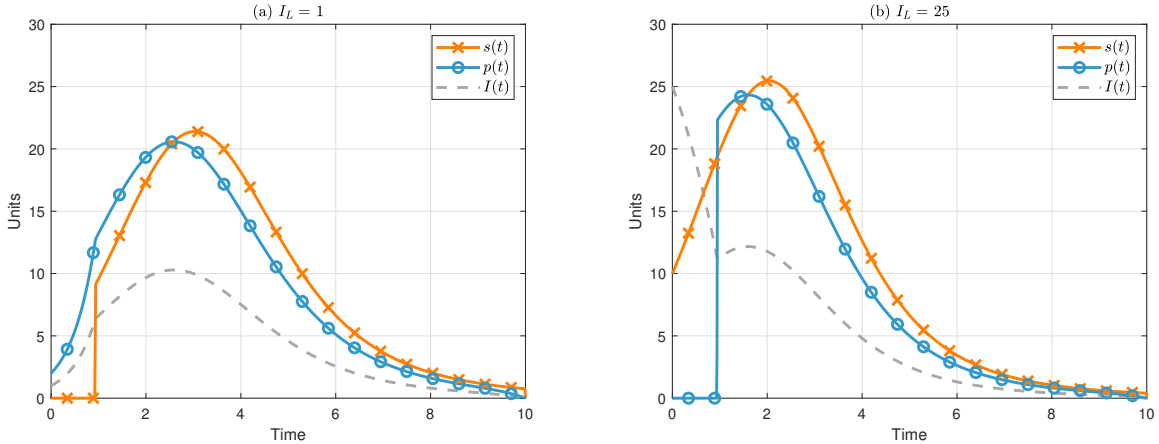 (a) I_L = 1
30
25
20
15
10
5
0
Units
0 2 4 6 8 10
Time
s(t)
p(t)
I(t)
(b) I_L = 25
30
25
20
15
10
5
0
Units
0 2 4 6 8 10
Time
s(t)
p(t)
I(t)